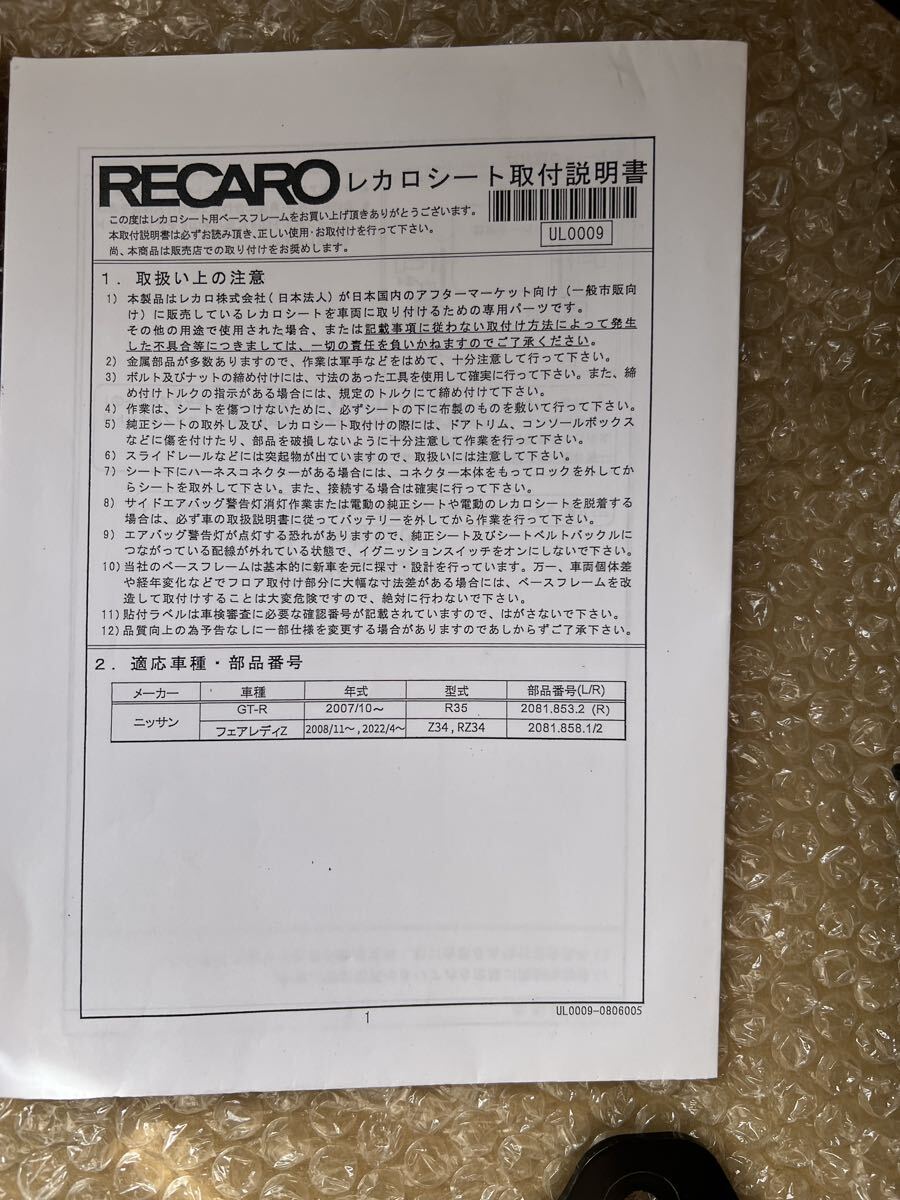 RECARO レカロシート取付説明書
この度はレカロシート用ベースフレームをお買い上げ頂きありがとうございます。
本取付説明書は必ずお読み頂き、正しい使用・お取付けを行って下さい。
尚、本商品は販売店での取り付けをお奨めします。
UL0009
1. 取扱い上の注意
1) 本製品はレカロ株式会社(日本法人)が日本国内のアフターマーケット向け(一般市販向
け)に販売しているレカロシートを車両に取り付けるための専用パーツです。
その他の用途で使用された場合、または記載事項に従わない取付け方法によって発生
した不具合等につきましては、一切の責任を負いかねますのでご了承ください。
2) 金属部品が多数ありますので、作業は軍手などをはめて、十分注意して行って下さい。
3) ボルト及びナットの締め付けには、寸法のあった工具を使用して確実に行って下さい。また、締
め付けトルクの指示がある場合には、規定のトルクにて締め付けて下さい。
4) 作業は、シートを傷つけないために、必ずシートの下に布製のものを敷いて行って下さい。
5) 純正シートの取外し及び、レカロシート取付けの際には、ドアトリム、コンソールボックス
などに傷を付けたり、部品を破損しないように十分注意して作業を行って下さい。
6) スライドレールなどには突起物が出ていますので、取扱いには注意して下さい。
7) シート下にハーネスコネクターがある場合には、コネクター本体をもってロックを外してか
らシートを取外して下さい。また、接続する場合は確実に行って下さい。
8) サイドエアバッグ警告灯消灯作業または電動の純正シートや電動のレカロシートを脱着する
場合は、必ず車の取扱説明書に従ってバッテリーを外してから作業を行って下さい。
9) エアバッグ警告灯が点灯する恐れがありますので、純正シート及びシートベルトバックルに
つながっている配線が外れている状態で、イグニッションスイッチをオンにしないで下さい。
10) 当社のベースフレームは基本的に新車を元に採寸・設計を行っています。万一、車両個体差
や経年変化などでフロア取付け部分に大幅な寸法差がある場合には、ベースフレームを改
造して取付けすることは大変危険ですので、絶対に行わないで下さい。
11) 貼付ラベルは車検審査に必要な確認番号が記載されていますので、はがさないで下さい。
12) 品質向上の為予告なしに一部仕様を変更する場合がありますのであしからずご了承下さい。
2. 適応車種・部品番号
メーカー 車種 年式 型式 部品番号(L/R)
ニッサン GT-R 2007/10～ R35 2081.853.2 (R)
フェアレディZ 2008/11～, 2022/4～ Z34, RZ34 2081.858.1/2
1
UL0009-0806005